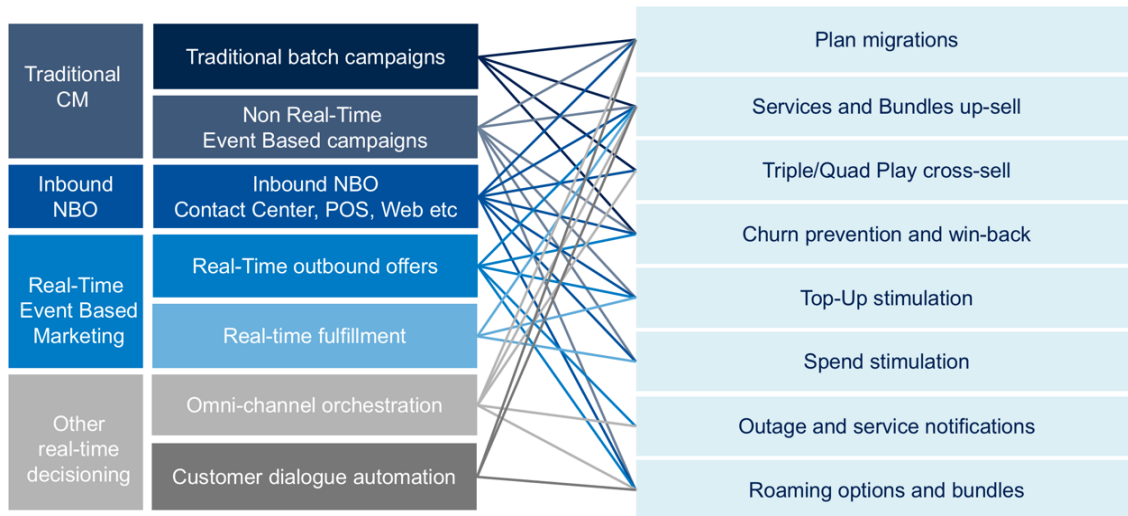 Traditional
CM
Traditional batch campaigns
Non Real-Time
Event Based campaigns
Inbound
NBO
Inbound NBO
Contact Center, POS, Web etc
Real-Time
Event Based
Marketing
Real-Time outbound offers
Real-time fulfillment
Other
real-time
decisioning
Omni-channel orchestration
Customer dialogue automation
Plan migrations
Services and Bundles up-sell
Triple/Quad Play cross-sell
Churn prevention and win-back
Top-Up stimulation
Spend stimulation
Outage and service notifications
Roaming options and bundles